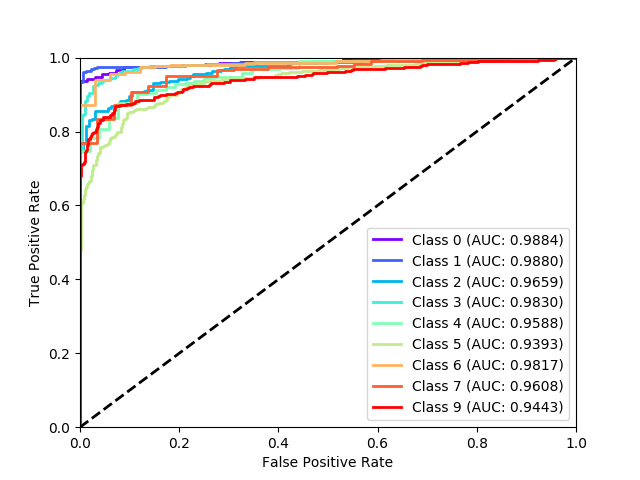 1.0
0.8
0.6
0.4
0.2
0.0
True Positive Rate
Class 0 (AUC: 0.9884)
Class 1 (AUC: 0.9880)
Class 2 (AUC: 0.9659)
Class 3 (AUC: 0.9830)
Class 4 (AUC: 0.9588)
Class 5 (AUC: 0.9393)
Class 6 (AUC: 0.9817)
Class 7 (AUC: 0.9608)
Class 9 (AUC: 0.9443)
0.0 0.2 0.4 0.6 0.8 1.0
False Positive Rate